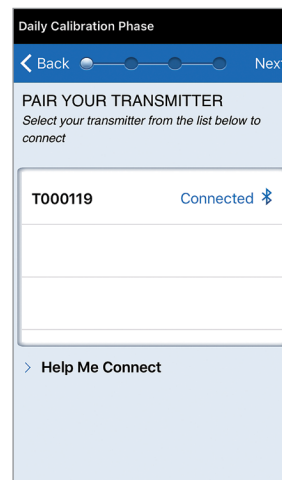 Daily Calibration Phase
Back Next
PAIR YOUR TRANSMITTER
Select your transmitter from the list below to
connect
T000119 Connected
Help Me Connect